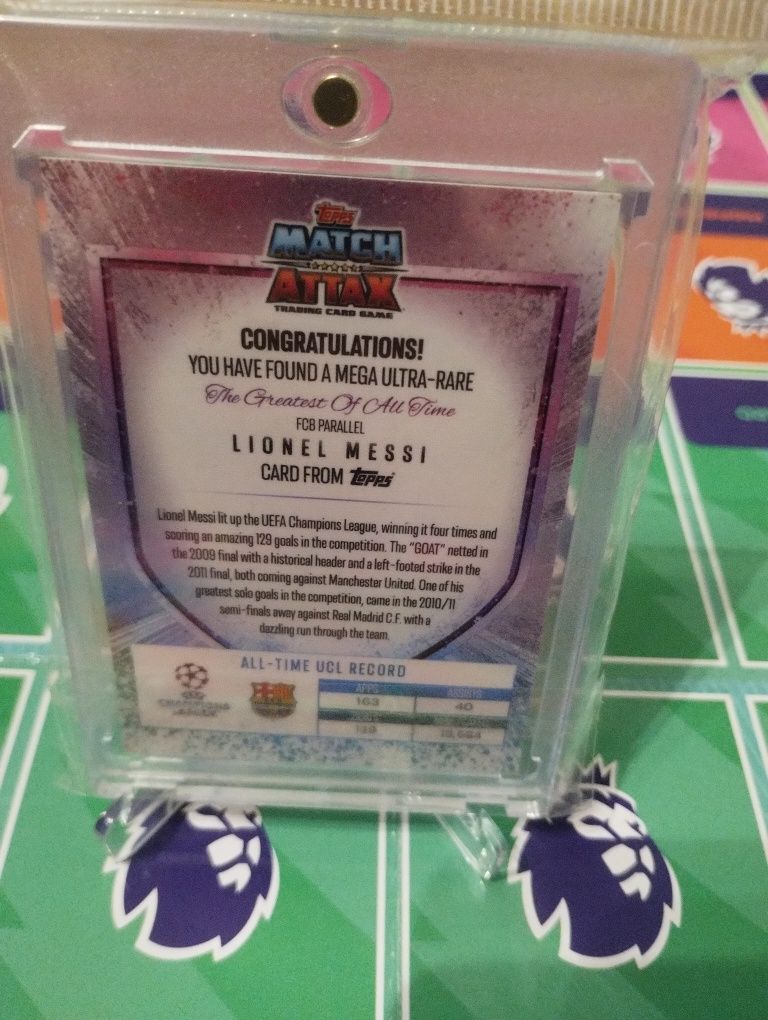 TOPPS
MATCH
ATTAX
TRADING CARD GAME
CONGRATULATIONS!
YOU HAVE FOUND A MEGA ULTRA-RARE
The Greatest Of All Time
FCB PARALLEL
LIONEL MESSI
CARD FROM Topps
Lionel Messi lit up the UEFA Champions League, winning it four times and
scoring an amazing 129 goals in the competition. The "GOAT" netted in
the 2009 final with a historical header and a left-footed strike in the
2011 final, both coming against Manchester United. One of his
greatest solo goals in the competition, came in the 2010/11
semi-finals away against Real Madrid C.F. with a
dazzling run through the team.
ALL-TIME UCL RECORD
UEFA
CHAMPIONS
LEAGUE
APPS
ASSISTS
163
40